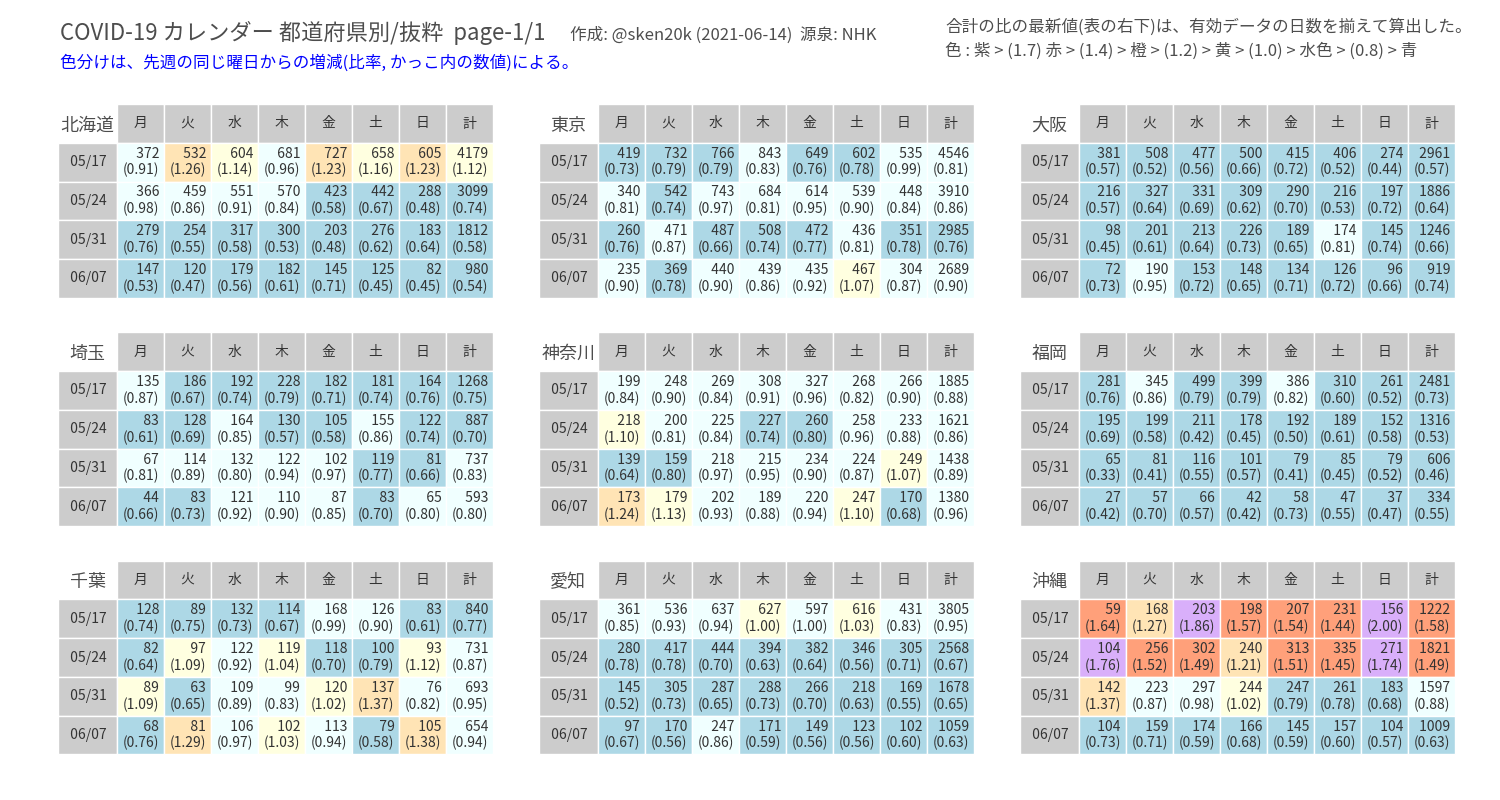 COVID-19 カレンダー 都道府県別/抜粋 page-1/1 作成: @sken20k (2021-06-14) 源泉: NHK
色分けは、先週の同じ曜日からの増減(比率, かっこ内の数値)による。
合計の比の最新値(表の右下)は、有効データの日数を揃えて算出した。
色 : 紫 > (1.7) 赤 > (1.4) > 橙 > (1.2) > 黄 > (1.0) > 水色 > (0.8) > 青
北海道 月 火 水 木 金 土 日 計
05/17 372 532 604 681 727 658 605 4179
(0.91) (1.26) (1.14) (0.96) (1.23) (1.16) (1.23) (1.12)
05/24 366 459 551 570 423 442 288 3099
(0.98) (0.86) (0.91) (0.84) (0.58) (0.67) (0.48) (0.74)
05/31 279 254 317 300 203 276 183 1812
(0.76) (0.55) (0.58) (0.53) (0.48) (0.62) (0.64) (0.58)
06/07 147 120 179 182 145 125 82 980
(0.53) (0.47) (0.56) (0.61) (0.71) (0.45) (0.45) (0.54)
東京 月 火 水 木 金 土 日 計
05/17 419 732 766 843 649 602 535 4546
(0.73) (0.79) (0.79) (0.83) (0.76) (0.78) (0.99) (0.81)
05/24 340 542 743 684 614 539 448 3910
(0.81) (0.74) (0.97) (0.81) (0.95) (0.90) (0.84) (0.86)
05/31 260 471 487 508 472 436 351 2985
(0.76) (0.87) (0.66) (0.74) (0.77) (0.81) (0.78) (0.76)
06/07 235 369 440 439 435 467 304 2689
(0.90) (0.78) (0.90) (0.86) (0.92) (1.07) (0.87) (0.90)
大阪 月 火 水 木 金 土 日 計
05/17 381 508 477 500 415 406 274 2961
(0.57) (0.52) (0.56) (0.66) (0.72) (0.52) (0.44) (0.57)
05/24 216 327 331 309 290 216 197 1886
(0.57) (0.64) (0.69) (0.62) (0.70) (0.53) (0.72) (0.64)
05/31 98 201 213 226 189 174 145 1246
(0.45) (0.61) (0.64) (0.73) (0.65) (0.81) (0.74) (0.66)
06/07 72 190 153 148 134 126 96 919
(0.73) (0.95) (0.72) (0.65) (0.71) (0.72) (0.66) (0.74)
埼玉 月 火 水 木 金 土 日 計
05/17 135 186 192 228 182 181 164 1268
(0.87) (0.67) (0.74) (0.79) (0.71) (0.74) (0.76) (0.75)
05/24 83 128 164 130 105 155 122 887
(0.61) (0.69) (0.85) (0.57) (0.58) (0.86) (0.74) (0.70)
05/31 67 114 132 122 102 119 81 737
(0.81) (0.89) (0.80) (0.94) (0.97) (0.77) (0.66) (0.83)
06/07 44 83 121 110 87 83 65 593
(0.66) (0.73) (0.92) (0.90) (0.85) (0.70) (0.80) (0.80)
神奈川 月 火 水 木 金 土 日 計
05/17 199 248 269 308 327 268 266 1885
(0.84) (0.90) (0.84) (0.91) (0.96) (0.82) (0.90) (0.88)
05/24 218 200 225 227 260 258 233 1621
(1.10) (0.81) (0.84) (0.74) (0.80) (0.96) (0.88) (0.86)
05/31 139 159 218 215 234 224 249 1438
(0.64) (0.80) (0.97) (0.95) (0.90) (0.87) (1.07) (0.89)
06/07 173 179 202 189 220 247 170 1380
(1.24) (1.13) (0.93) (0.88) (0.94) (1.10) (0.68) (0.96)
福岡 月 火 水 木 金 土 日 計
05/17 281 345 499 399 386 310 261 2481
(0.76) (0.86) (0.79) (0.79) (0.82) (0.60) (0.52) (0.73)
05/24 195 199 211 178 192 189 152 1316
(0.69) (0.58) (0.42) (0.45) (0.50) (0.61) (0.58) (0.53)
05/31 65 81 116 101 79 85 79 606
(0.33) (0.41) (0.55) (0.57) (0.41) (0.45) (0.52) (0.46)
06/07 27 57 66 42 58 47 37 334
(0.42) (0.70) (0.57) (0.42) (0.73) (0.55) (0.47) (0.55)
千葉 月 火 水 木 金 土 日 計
05/17 128 89 132 114 168 126 83 840
(0.74) (0.75) (0.73) (0.67) (0.99) (0.90) (0.61) (0.77)
05/24 82 97 122 119 118 100 93 731
(0.64) (1.09) (0.92) (1.04) (0.70) (0.79) (1.12) (0.87)
05/31 89 63 109 99 120 137 76 693
(1.09) (0.65) (0.89) (0.83) (1.02) (1.37) (0.82) (0.95)
06/07 68 81 106 102 113 79 105 654
(0.76) (1.29) (0.97) (1.03) (0.94) (0.58) (1.38) (0.94)
愛知 月 火 水 木 金 土 日 計
05/17 361 536 637 627 597 616 431 3805
(0.85) (0.93) (0.94) (1.00) (1.00) (1.03) (0.83) (0.95)
05/24 280 417 444 394 382 346 305 2568
(0.78) (0.78) (0.70) (0.63) (0.64) (0.56) (0.71) (0.67)
05/31 145 305 287 288 266 218 169 1678
(0.52) (0.73) (0.65) (0.73) (0.70) (0.63) (0.55) (0.65)
06/07 97 170 247 171 149 123 102 1059
(0.67) (0.56) (0.86) (0.59) (0.56) (0.56) (0.60) (0.63)
沖縄 月 火 水 木 金 土 日 計
05/17 59 168 203 198 207 231 156 1222
(1.64) (1.27) (1.86) (1.57) (1.54) (1.44) (2.00) (1.58)
05/24 104 256 302 240 313 335 271 1821
(1.76) (1.52) (1.49) (1.21) (1.51) (1.45) (1.74) (1.49)
05/31 142 223 297 244 247 261 183 1597
(1.37) (0.87) (0.98) (1.02) (0.79) (0.78) (0.68) (0.88)
06/07 104 159 174 166 145 157 104 1009
(0.73) (0.71) (0.59) (0.68) (0.59) (0.60) (0.57) (0.63)